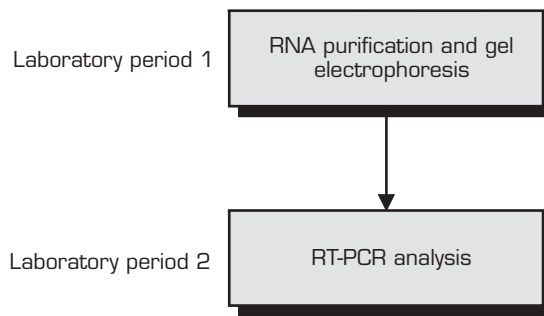 Laboratory period 1
RNA purification and gel
electrophoresis
Laboratory period 2
RT-PCR analysis